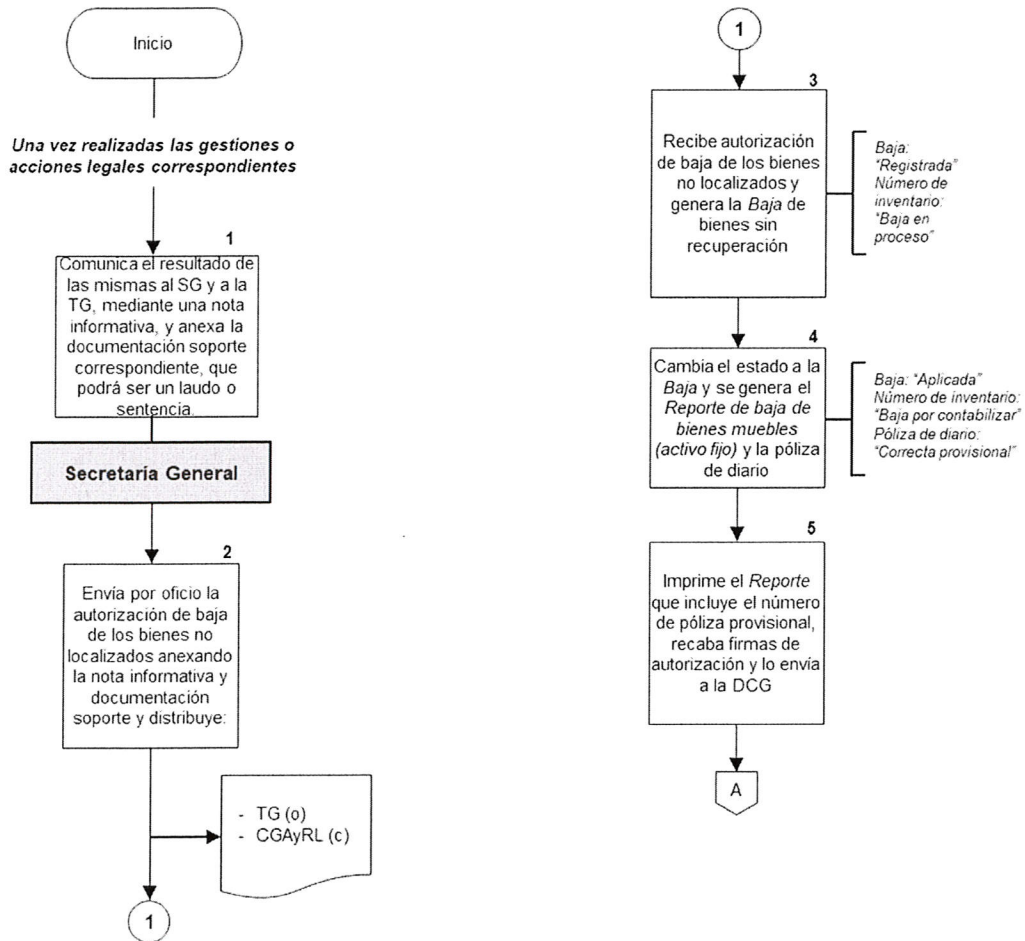 Inicio
Una vez realizadas las gestiones o
acciones legales correspondientes
1
Comunica el resultado de
las mismas al SG y a la
TG, mediante una nota
informativa, y anexa la
documentación soporte
correspondiente, que
podrá ser un laudo o
sentencia.
Secretaría General
2
Envía por oficio la
autorización de baja
de los bienes no
localizados anexando
la nota informativa y
documentación
soporte y distribuye:
- TG (o)
- CGAyRL (c)
1
1
3
Recibe autorización
de baja de los bienes
no localizados y
genera la Baja de
bienes sin
recuperación
Baja:
"Registrada"
Número de
inventario:
"Baja en
proceso"
4
Cambia el estado a la
Baja y se genera el
Reporte de baja de
bienes muebles
(activo fijo) y la póliza
de diario
Baja: "Aplicada"
Número de inventario:
"Baja por contabilizar"
Póliza de diario:
"Correcta provisional"
5
Imprime el Reporte
que incluye el número
de póliza provisional,
recaba firmas de
autorización y lo envía
a la DCG
A